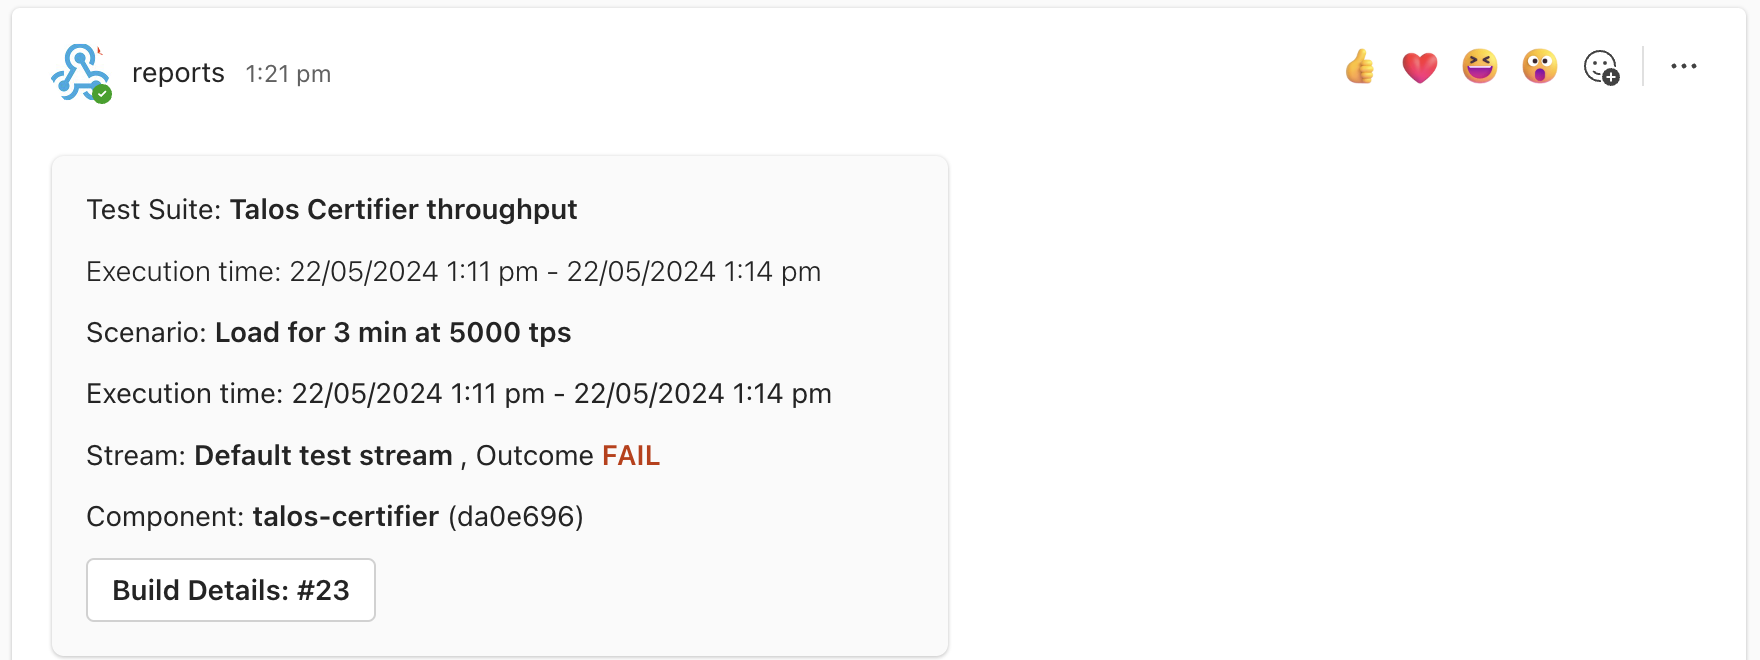 reports 1:21 pm
Test Suite: Talos Certifier throughput
Execution time: 22/05/2024 1:11 pm - 22/05/2024 1:14 pm
Scenario: Load for 3 min at 5000 tps
Execution time: 22/05/2024 1:11 pm - 22/05/2024 1:14 pm
Stream: Default test stream , Outcome FAIL
Component: talos-certifier (da0e696)
Build Details: #23